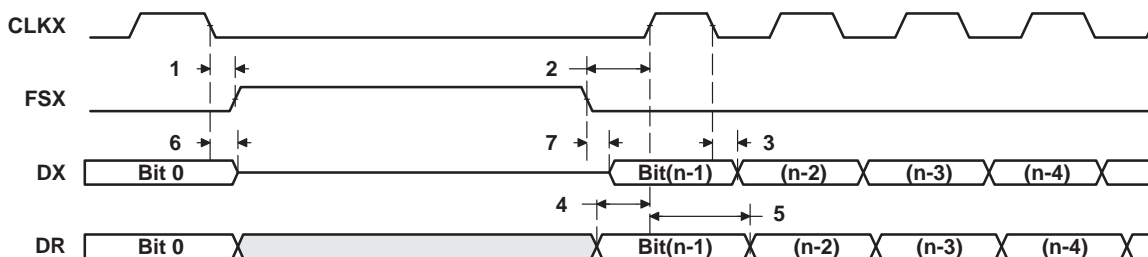 CLKX
1 2
FSX
6 7 3
DX Bit 0 Bit(n-1) (n-2) (n-3) (n-4)
4 5
DR Bit 0 Bit(n-1) (n-2) (n-3) (n-4)